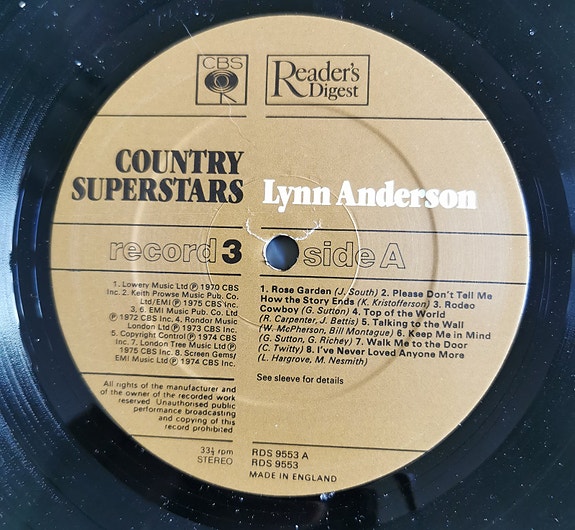 CBS
Reader's
Digest
COUNTRY
SUPERSTARS
Lynn Anderson
record 3
side A
1. Lowery Music Ltd Ⓟ 1970 CBS
Inc. 2. Keith Prowse Music Pub. Co.
Ltd/EMI Ⓟ 1975 CBS Inc.
3, 6. EMI Music Pub. Co. Ltd
Ⓟ 1972 CBS Inc. 4. Rondor Music
London Ltd Ⓟ 1973 CBS Inc.
5. Copyright Control Ⓟ 1974 CBS
Inc. 7. London Tree Music Ltd Ⓟ
1975 CBS Inc. 8. Screen Gems/
EMI Music Ltd Ⓟ 1974 CBS Inc.
1. Rose Garden (J. South) 2. Please Don't Tell Me
How the Story Ends (K. Kristofferson) 3. Rodeo
Cowboy (G. Sutton) 4. Top of the World
(R. Carpenter, J. Bettis) 5. Talking to the Wall
(W. McPherson, Bill Montague) 6. Keep Me in Mind
(G. Sutton, G. Richey) 7. Walk Me to the Door
(C. Twitty) 8. I've Never Loved Anyone More
(L. Hargrove, M. Nesmith)
See sleeve for details
All rights of the manufacturer and
of the owner of the recorded work
reserved. Unauthorised public
performance broadcasting
and copying of this
record prohibited
33⅓ rpm
STEREO
RDS 9553 A
RDS 9553
MADE IN ENGLAND